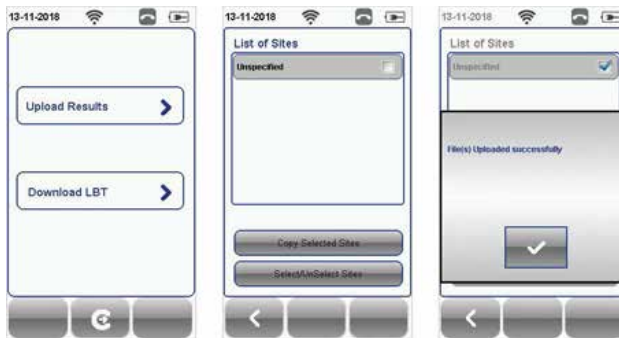 13-11-2018
Upload Results
Download LBT
13-11-2018
List of Sites
Unspecified
Copy Selected Sites
Select/UnSelect Sites
13-11-2018
List of Sites
Unspecified
File(s) Uploaded successfully